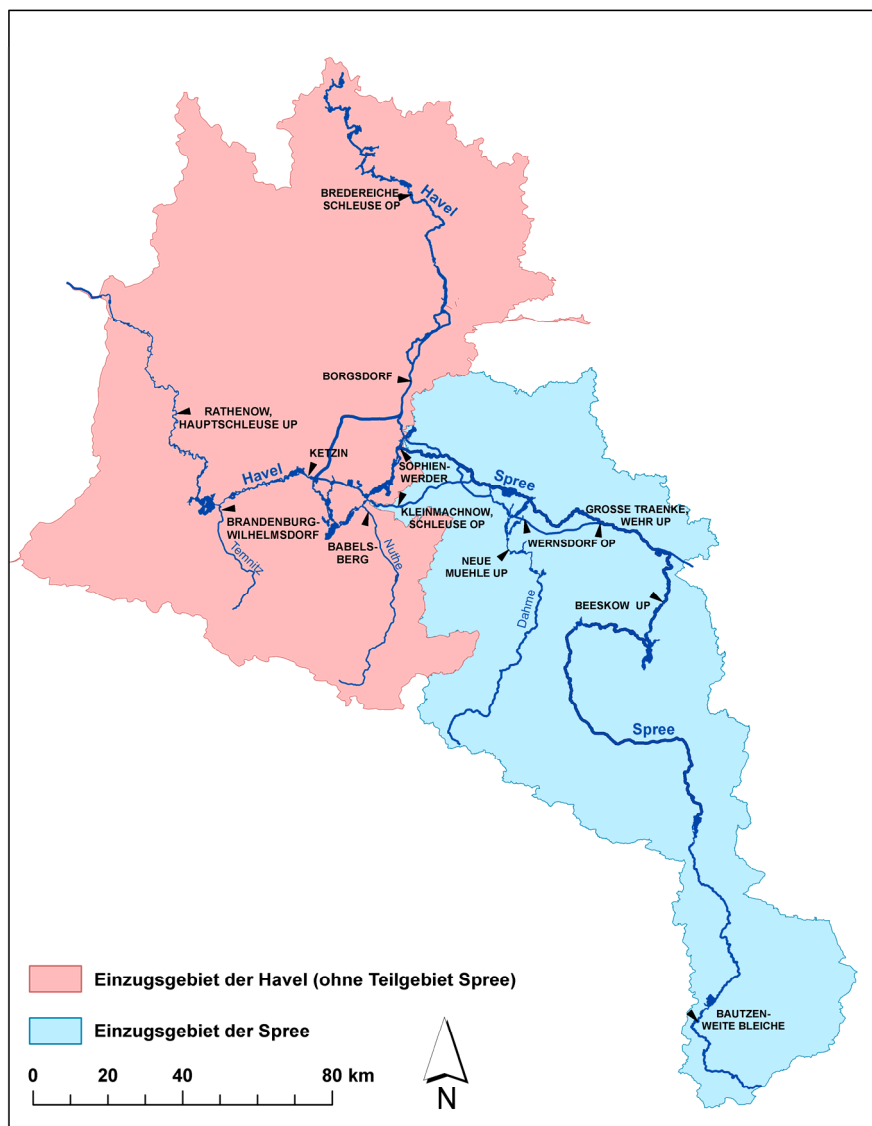 BREDEREICHE
SCHLEUSE OP
Havel
BORGSDORF
RATHENOW,
HAUPTSCHLEUSE UP
KETZIN
Havel
SOPHIEN-
WERDER
Spree
KLEINMACHNOW,
SCHLEUSE OP
GROSSE TRAENKE,
WEHR UP
BRANDENBURG-
WILHELMSDORF
BABELS-
BERG
WERNSDORF OP
NEUE
MUEHLE UP
Temnitz
Nuthe
Dahme
BEESKOW UP
Spree
Einzugsgebiet der Havel (ohne Teilgebiet Spree)
Einzugsgebiet der Spree
BAUTZEN-
WEITE BLEICHE
0 20 40 80 km
N